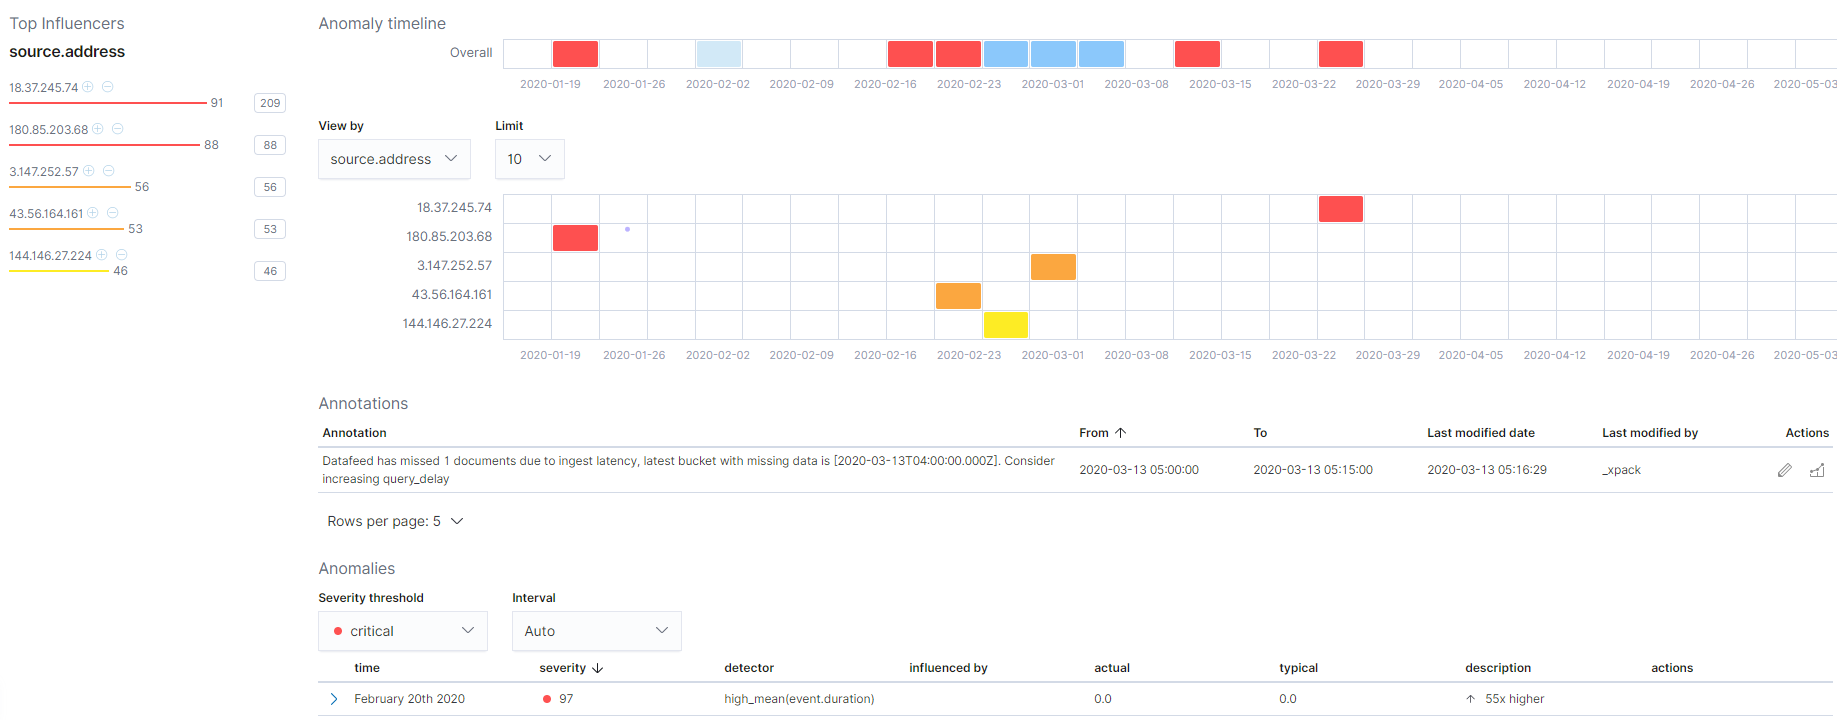 Top Influencers
source.address
18.37.245.74
91 209
180.85.203.68
88 88
3.147.252.57
56 56
43.56.164.161
53 53
144.146.27.224
46 46
Anomaly timeline
Overall
2020-01-19 2020-01-26 2020-02-02 2020-02-09 2020-02-16 2020-02-23 2020-03-01 2020-03-08 2020-03-15 2020-03-22 2020-03-29 2020-04-05 2020-04-12 2020-04-19 2020-04-26 2020-05-03
View by Limit
source.address 10
18.37.245.74
180.85.203.68
3.147.252.57
43.56.164.161
144.146.27.224
2020-01-19 2020-01-26 2020-02-02 2020-02-09 2020-02-16 2020-02-23 2020-03-01 2020-03-08 2020-03-15 2020-03-22 2020-03-29 2020-04-05 2020-04-12 2020-04-19 2020-04-26 2020-05-03
Annotations
Annotation From To Last modified date Last modified by Actions
Datafeed has missed 1 documents due to ingest latency, latest bucket with missing data is [2020-03-13T04:00:00.000Z]. Consider
increasing query_delay
2020-03-13 05:00:00 2020-03-13 05:15:00 2020-03-13 05:16:29 _xpack
Rows per page: 5
Anomalies
Severity threshold Interval
critical Auto
time severity detector influenced by actual typical description actions
February 20th 2020 97 high_mean(event.duration) 0.0 0.0 55x higher